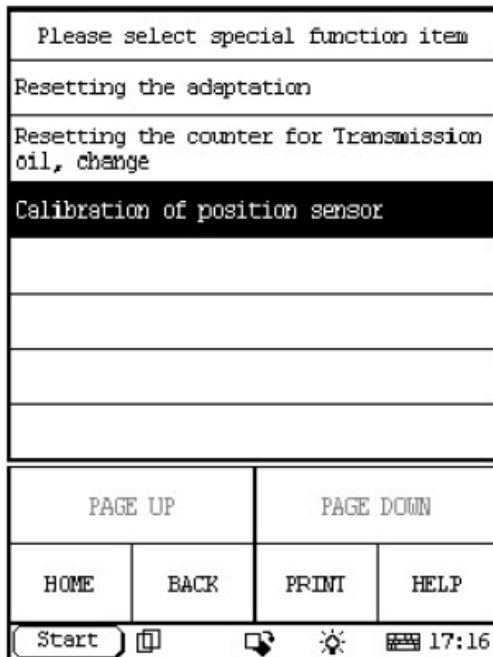 Please select special function item
Resetting the adaptation
Resetting the counter for Transmission
oil, change
Calibration of position sensor
PAGE UP
PAGE DOWN
HOME
BACK
PRINT
HELP
Start
17:16